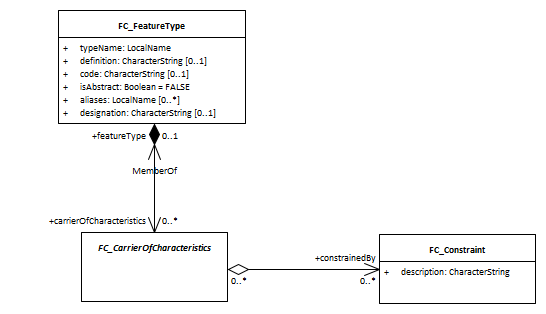 FC_FeatureType
+ typeName: LocalName
+ definition: CharacterString [0..1]
+ code: CharacterString [0..1]
+ isAbstract: Boolean = FALSE
+ aliases: LocalName [0..*]
+ designation: CharacterString [0..1]
+featureType 0..1
MemberOf
+carrierOfCharacteristics 0..*
FC_CarrierOfCharacteristics
+constrainedBy
0..* 0..*
FC_Constraint
+ description: CharacterString